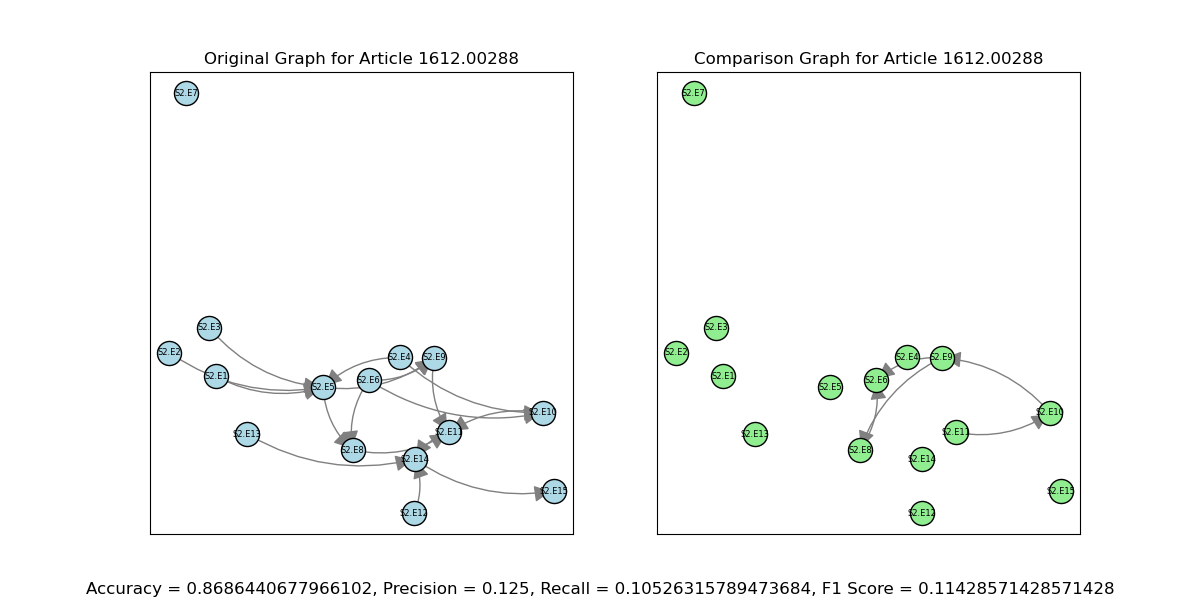 Original Graph for Article 1612.00288
S2.E7
S2.E3
S2.E2
S2.E4
S2.E9
S2.E1
S2.E6
S2.E5
S2.E10
S2.E13
S2.E11
S2.E8
S2.E14
S2.E15
S2.E12
Comparison Graph for Article 1612.00288
S2.E7
S2.E3
S2.E2
S2.E4
S2.E9
S2.E1
S2.E6
S2.E5
S2.E10
S2.E13
S2.E11
S2.E8
S2.E14
S2.E15
S2.E12
Accuracy = 0.8686440677966102, Precision = 0.125, Recall = 0.10526315789473684, F1 Score = 0.11428571428571428